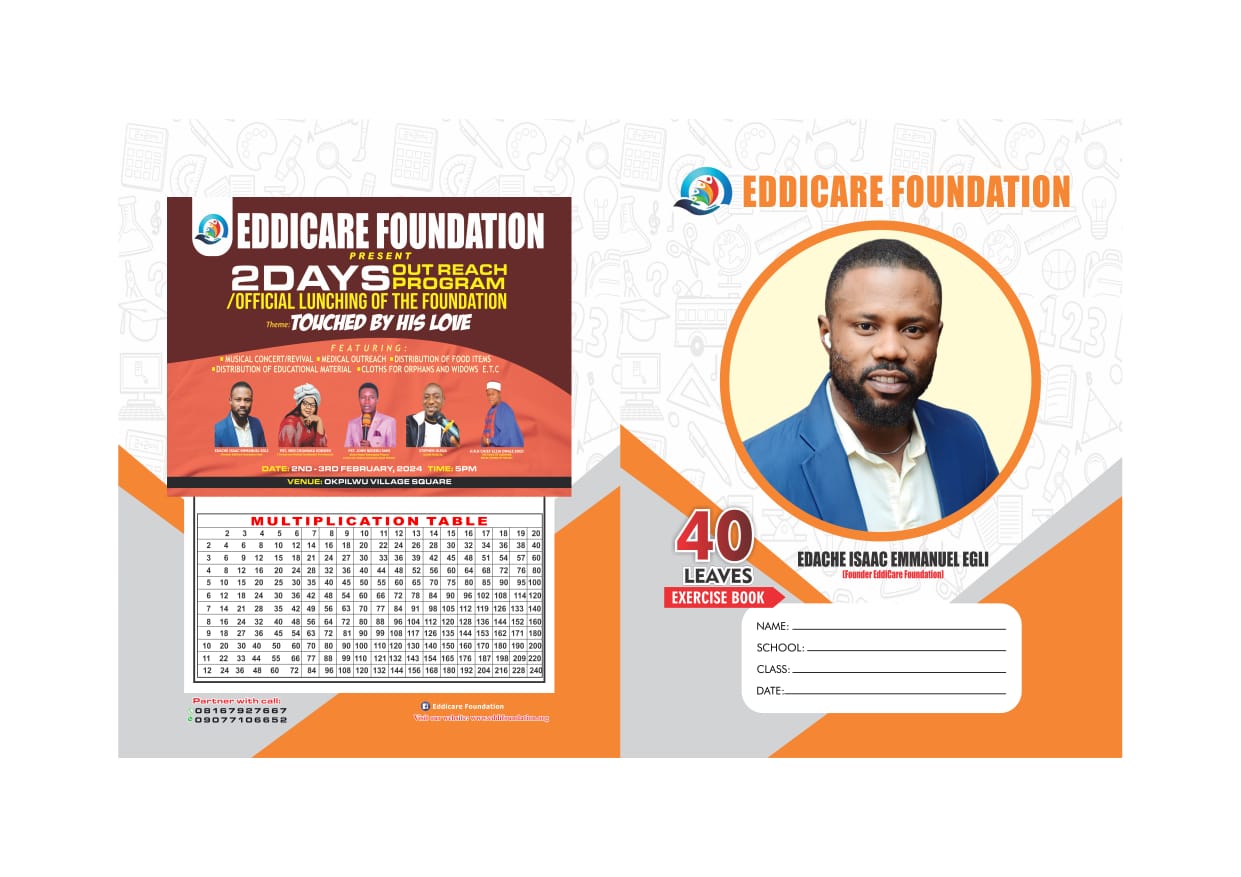 EDDICARE FOUNDATION
PRESENT
2DAYS OUT REACH PROGRAM
/OFFICIAL LUNCHING OF THE FOUNDATION
Theme: TOUCHED BY HIS LOVE
FEATURING:
MUSICAL CONCERT/REVIVAL MEDICAL OUTREACH DISTRIBUTION OF FOOD ITEMS
DISTRIBUTION OF EDUCATIONAL MATERIAL CLOTHS FOR ORPHANS AND WIDOWS E.T.C
EDACHE ISAAC EMMANUEL EGLI
DATE: 2ND - 3RD FEBRUARY, 2024 TIME: 5PM
VENUE: OKPILWU VILLAGE SQUARE
MULTIPLICATION TABLE
2 3 4 5 6 7 8 9 10 11 12 13 14 15 16 17 18 19 20
2 4 6 8 10 12 14 16 18 20 22 24 26 28 30 32 34 36 38 40
3 6 9 12 15 18 21 24 27 30 33 36 39 42 45 48 51 54 57 60
4 8 12 16 20 24 28 32 36 40 44 48 52 56 60 64 68 72 76 80
5 10 15 20 25 30 35 40 45 50 55 60 65 70 75 80 85 90 95 100
6 12 18 24 30 36 42 48 54 60 66 72 78 84 90 96 102 108 114 120
7 14 21 28 35 42 49 56 63 70 77 84 91 98 105 112 119 126 133 140
8 16 24 32 40 48 56 64 72 80 88 96 104 112 120 128 136 144 152 160
9 18 27 36 45 54 63 72 81 90 99 108 117 126 135 144 153 162 171 180
10 20 30 40 50 60 70 80 90 100 110 120 130 140 150 160 170 180 190 200
11 22 33 44 55 66 77 88 99 110 121 132 143 154 165 176 187 198 209 220
12 24 36 48 60 72 84 96 108 120 132 144 156 168 180 192 204 216 228 240
Partner with call:
08167927667
09077106652
Eddicare Foundation
Visit our website: www.eddifoundation.org
EDDICARE FOUNDATION
EDACHE ISAAC EMMANUEL EGLI
(Founder EddiCare Foundation)
40
LEAVES
EXERCISE BOOK
NAME:
SCHOOL:
CLASS:
DATE: